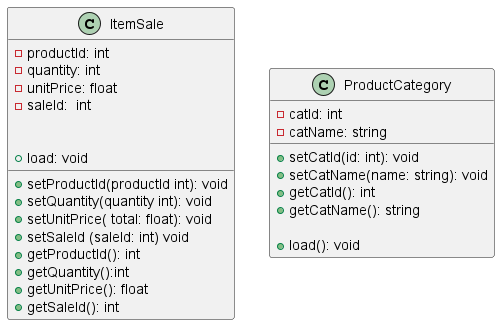 C ItemSale
productId: int
quantity: int
unitPrice: float
saleId:  int
load: void
setProductId(productId int): void
setQuantity(quantity int): void
setUnitPrice( total: float): void
setSaleId (saleId: int) void
getProductId(): int
getQuantity():int
getUnitPrice(): float
getSaleId(): int
C ProductCategory
catId: int
catName: string
setCatId(id: int): void
setCatName(name: string): void
getCatId(): int
getCatName(): string
load(): void